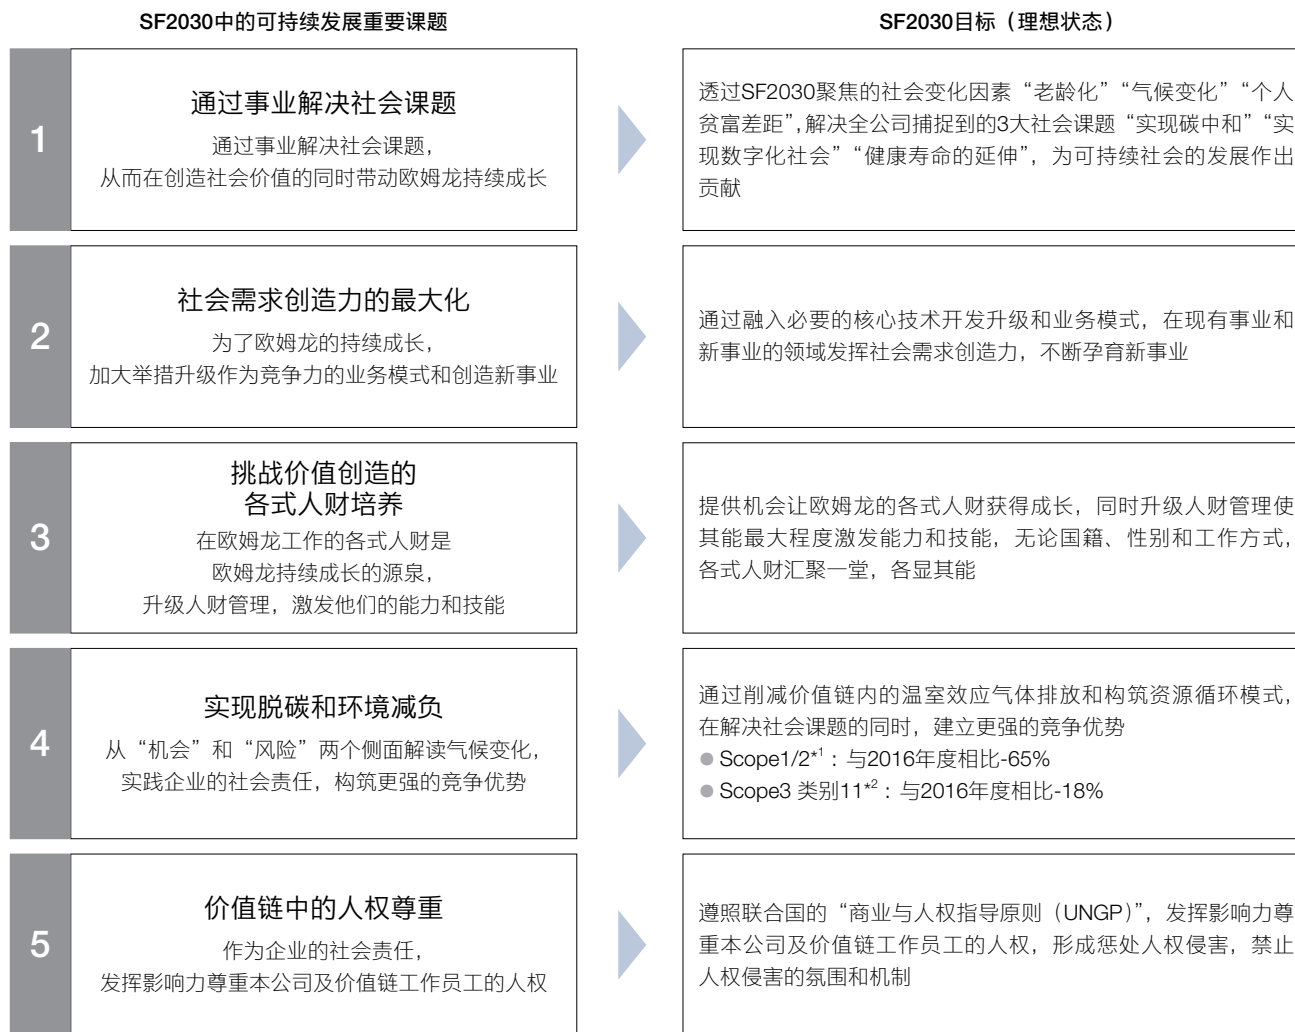 SF2030中的可持续发展重要课题
SF2030目标（理想状态）
1
通过事业解决社会课题
通过事业解决社会课题，
从而在创造社会价值的同时带动欧姆龙持续成长
透过SF2030聚焦的社会变化因素“老龄化”“气候变化”“个人
贫富差距”，解决全公司捕捉到的3大社会课题“实现碳中和”“实
现数字化社会”“健康寿命的延伸”，为可持续社会的发展作出
贡献
2
社会需求创造力的最大化
为了欧姆龙的持续成长，
加大举措升级作为竞争力的业务模式和创造新事业
通过融入必要的核心技术开发升级和业务模式，在现有事业和
新事业的领域发挥社会需求创造力，不断孕育新事业
3
挑战价值创造的
各式人财培养
在欧姆龙工作的各式人财是
欧姆龙持续成长的源泉，
升级人财管理，激发他们的能力和技能
提供机会让欧姆龙的各式人财获得成长，同时升级人财管理使
其能最大程度激发能力和技能，无论国籍、性别和工作方式，
各式人财汇聚一堂，各显其能
4
实现脱碳和环境减负
从“机会”和“风险”两个侧面解读气候变化，
实践企业的社会责任，构筑更强的竞争优势
通过削减价值链内的温室效应气体排放和构筑资源循环模式，
在解决社会课题的同时，建立更强的竞争优势
● Scope1/2*1：与2016年度相比-65%
● Scope3 类别11*2：与2016年度相比-18%
5
价值链中的人权尊重
作为企业的社会责任，
发挥影响力尊重本公司及价值链工作员工的人权
遵照联合国的“商业与人权指导原则（UNGP）”，发挥影响力尊
重本公司及价值链工作员工的人权，形成惩处人权侵害，禁止
人权侵害的氛围和机制